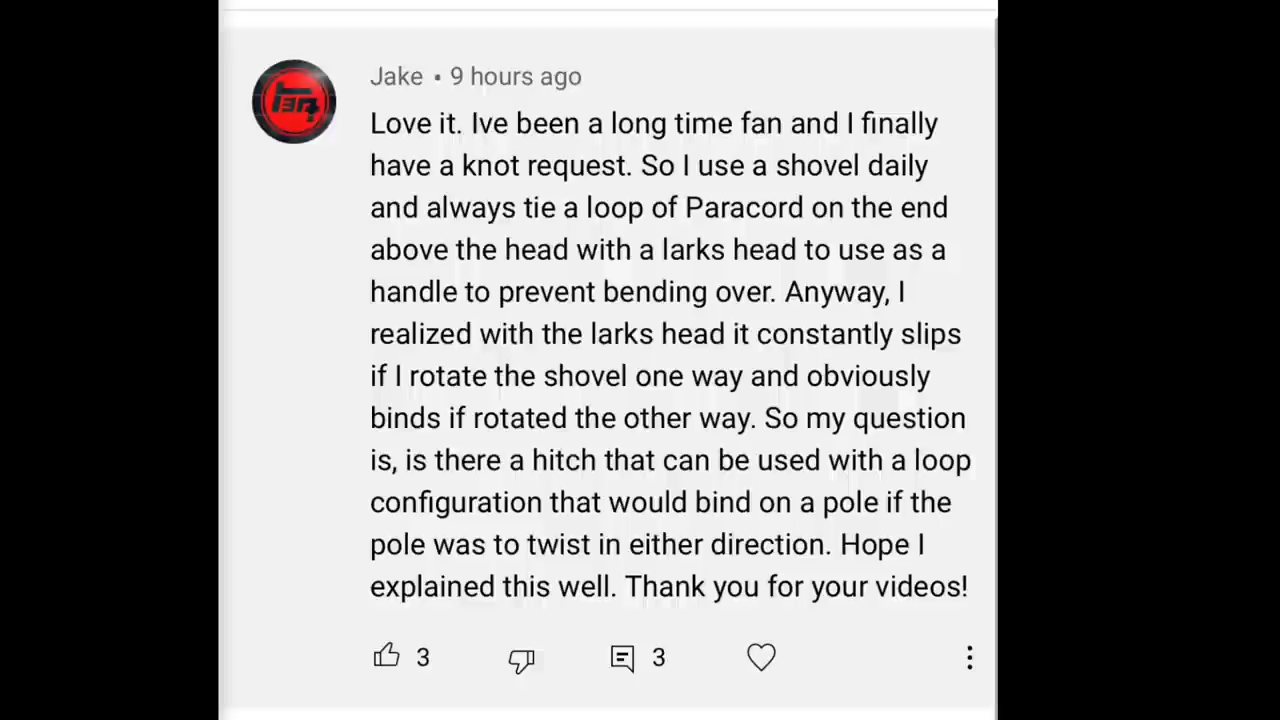 Jake • 9 hours ago
Love it. Ive been a long time fan and I finally
have a knot request. So I use a shovel daily
and always tie a loop of Paracord on the end
above the head with a larks head to use as a
handle to prevent bending over. Anyway, I
realized with the larks head it constantly slips
if I rotate the shovel one way and obviously
binds if rotated the other way. So my question
is, is there a hitch that can be used with a loop
configuration that would bind on a pole if the
pole was to twist in either direction. Hope I
explained this well. Thank you for your videos!
3 3